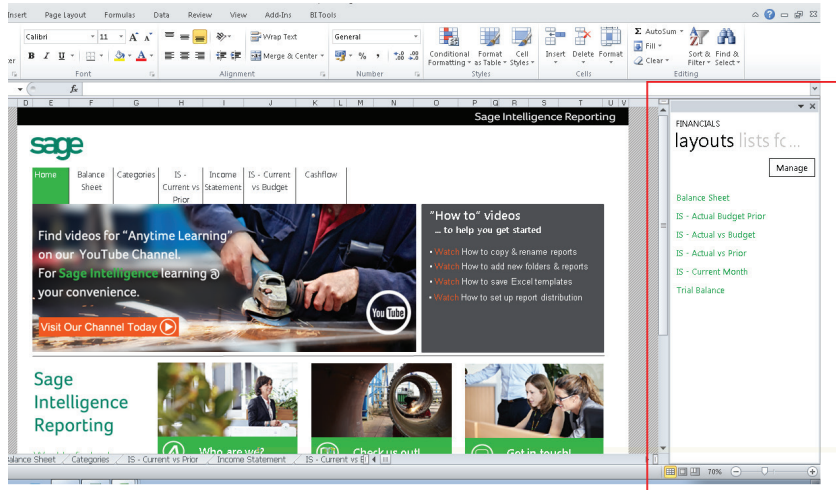 Insert Page Layout Formulas Data Review View Add-Ins BI Tools
Calibri 11 A A Wrap Text General Σ AutoSum
B I U A Merge & Center % , Conditional Formatting Format as Table Cell Styles Insert Delete Format Fill Clear Sort & Filter Find & Select
Font Alignment Number Styles Cells Editing
fx
D E F G H I J K L M N O P Q R S T U V
Sage Intelligence Reporting
sage
Home
Balance Sheet
Categories
IS - Current vs Prior
Income Statement
IS - Current vs Budget
Cashflow
Find videos for "Anytime Learning"
on our YouTube Channel.
For Sage Intelligence learning @
your convenience.
Visit Our Channel Today
You Tube
"How to" videos
... to help you get started
• Watch How to copy & rename reports
• Watch How to add new folders & reports
• Watch How to save Excel templates
• Watch How to set up report distribution
Sage
Intelligence
Reporting
Who are we?
Check us out!
Get in touch!
FINANCIALS
layouts lists fc...
Manage
Balance Sheet
IS - Actual Budget Prior
IS - Actual vs Budget
IS - Actual vs Prior
IS - Current Month
Trial Balance
alance Sheet Categories IS - Current vs Prior Income Statement IS - Current vs
70%